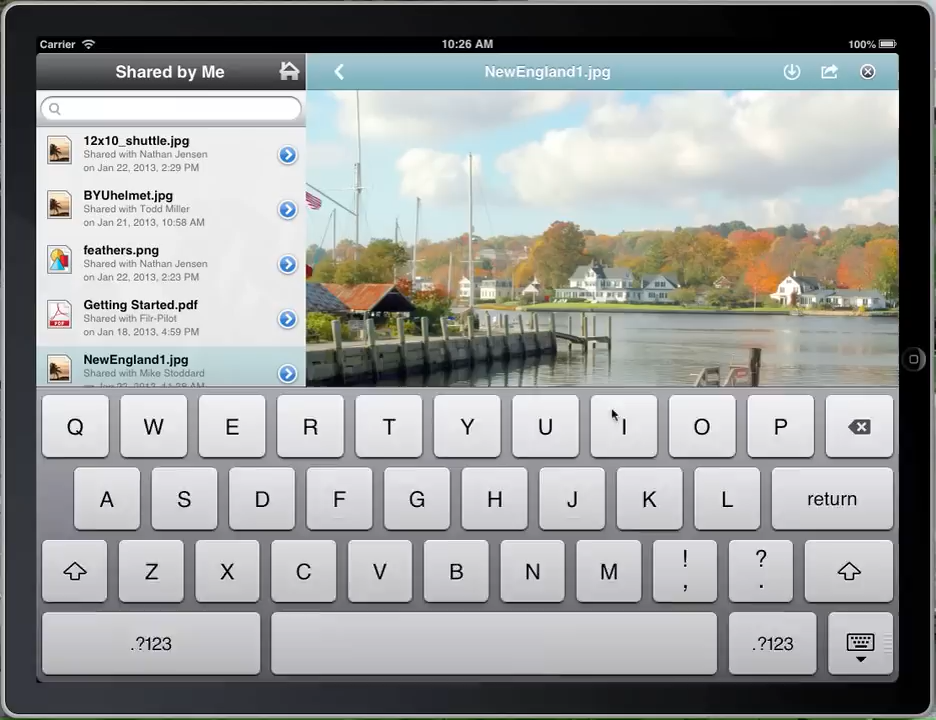 Carrier
10:26 AM
100%
Shared by Me
NewEngland1.jpg
12x10_shuttle.jpg
Shared with Nathan Jensen
on Jan 22, 2013, 2:29 PM
BYUhelmet.jpg
Shared with Todd Miller
on Jan 21, 2013, 10:58 AM
feathers.png
Shared with Nathan Jensen
on Jan 22, 2013, 2:23 PM
Getting Started.pdf
Shared with Filr-Pilot
on Jan 18, 2013, 4:59 PM
PDF
NewEngland1.jpg
Shared with Mike Stoddard
Q W E R T Y U I O P
A S D F G H J K L return
Z X C V B N M ! , ? .
.?123 .?123